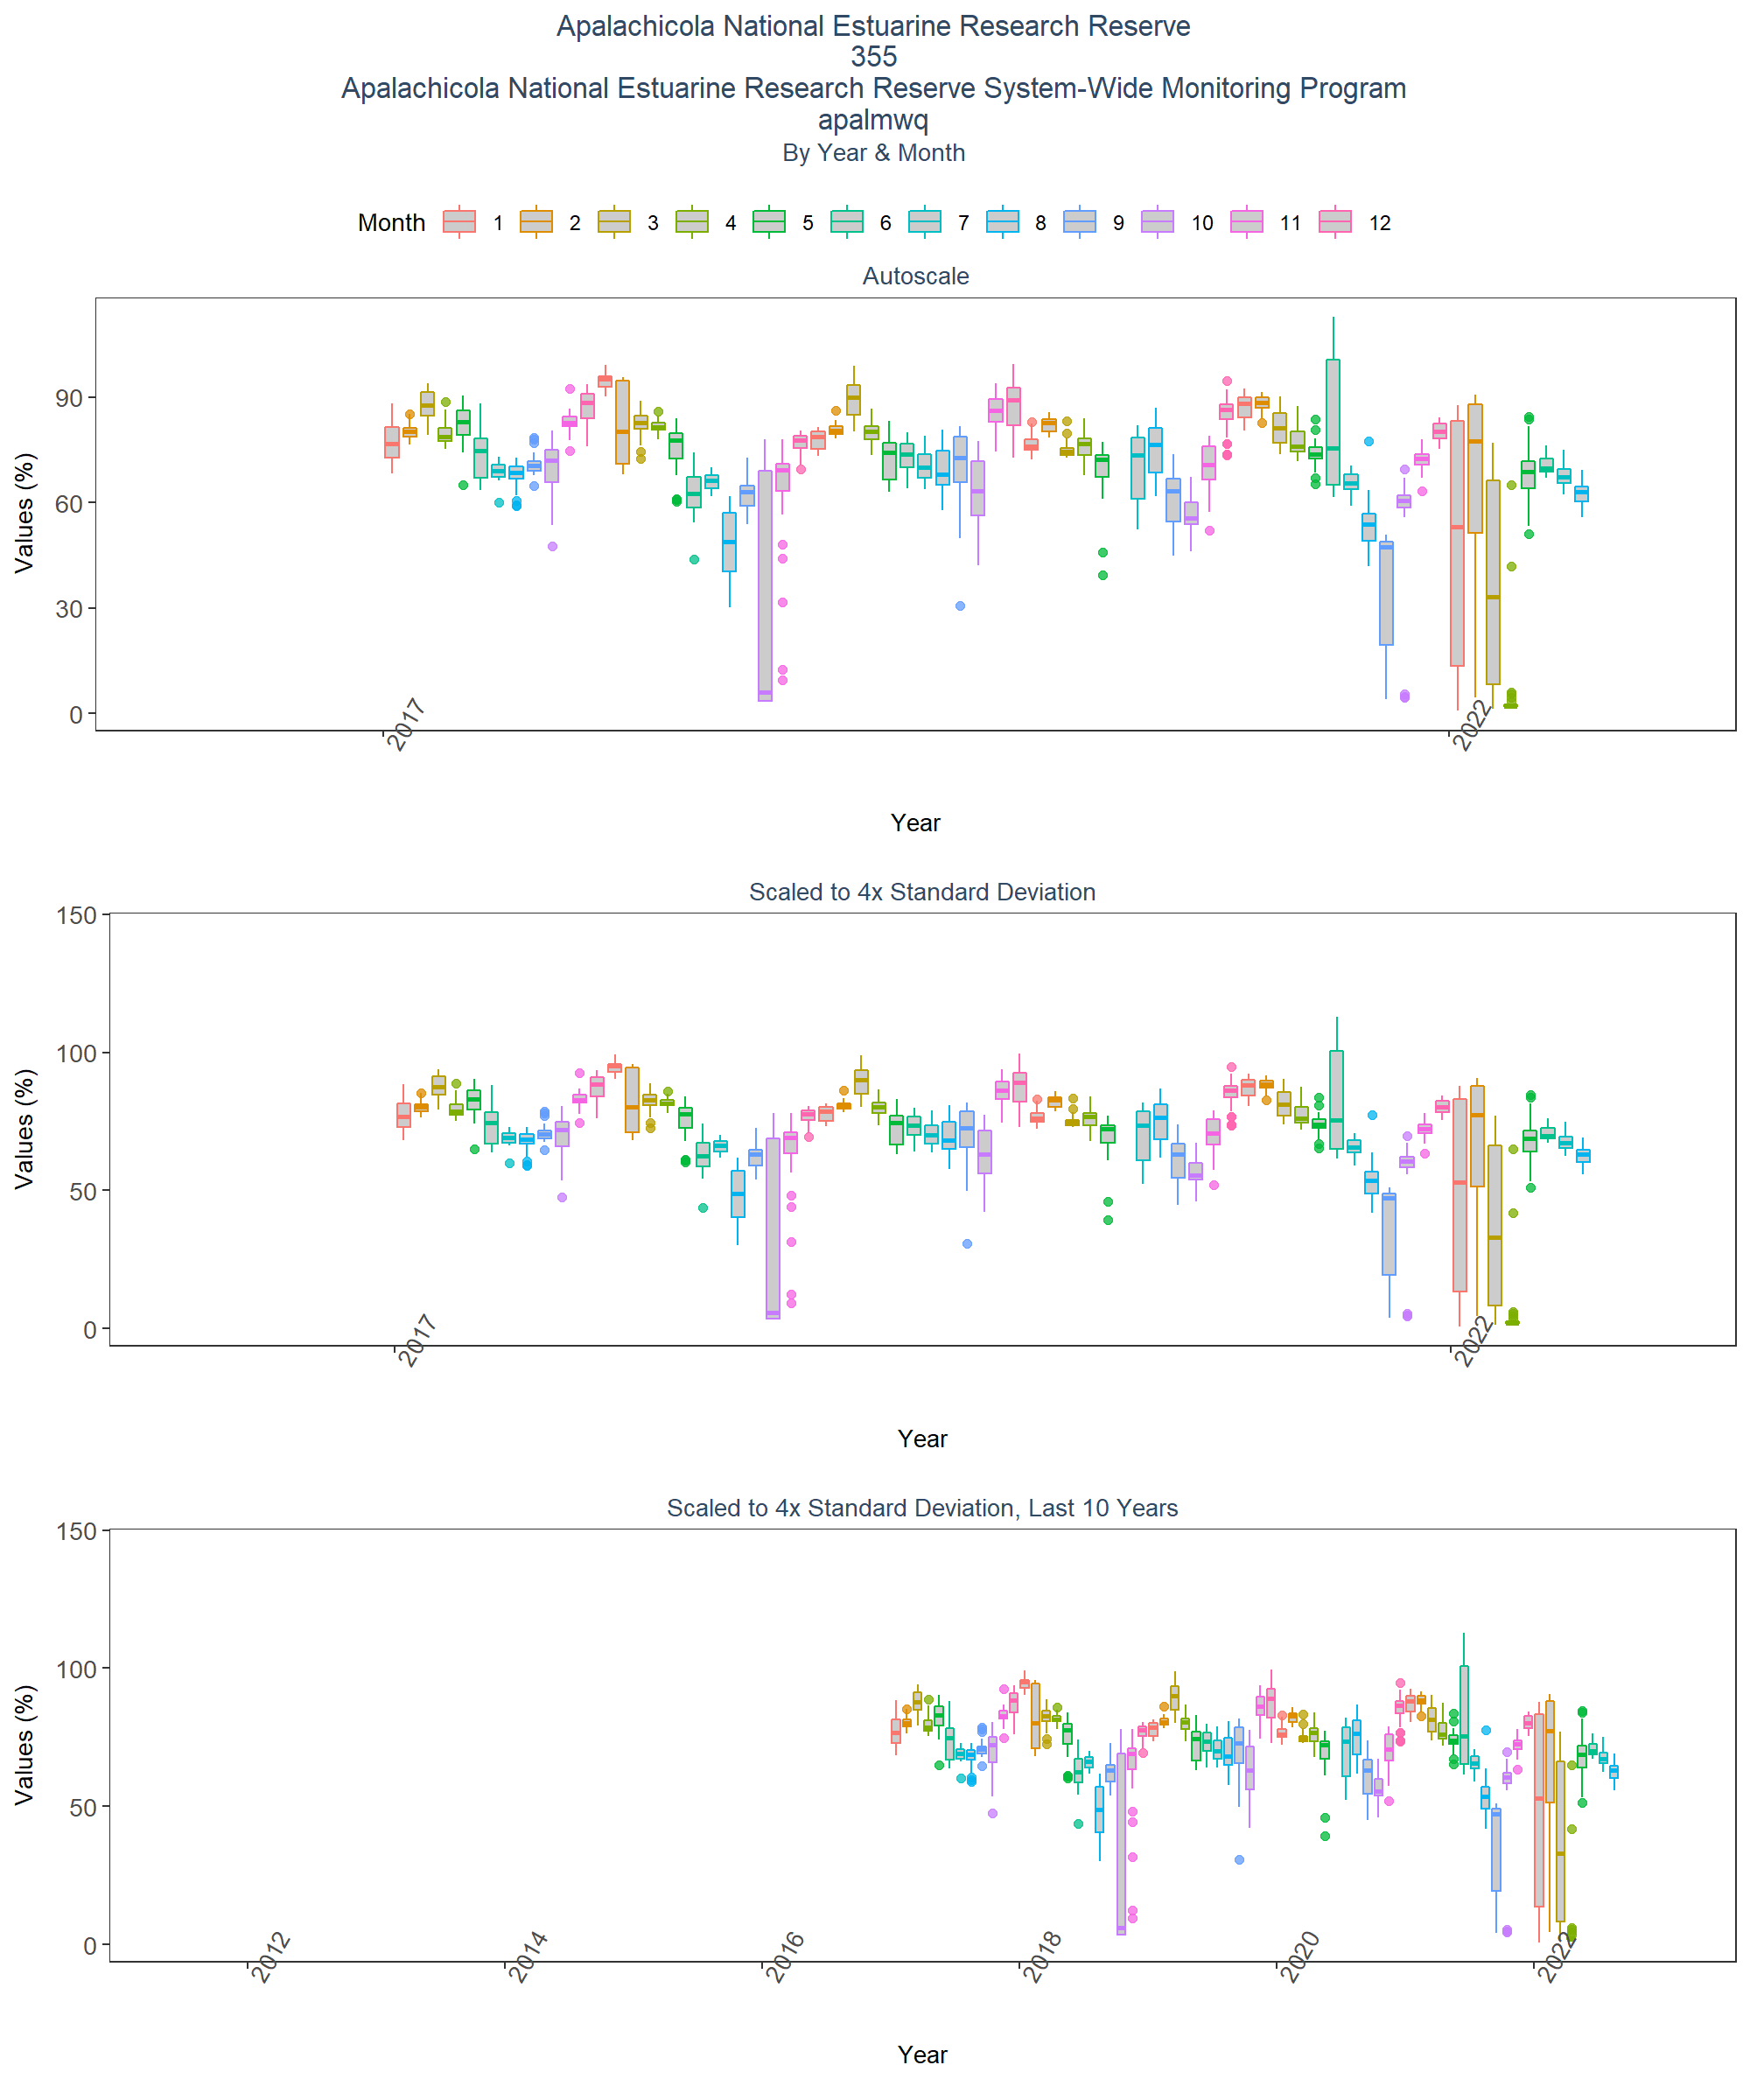 Apalachicola National Estuarine Research Reserve
355
Apalachicola National Estuarine Research Reserve System-Wide Monitoring Program
apalmwq
By Year & Month
Month 1 2 3 4 5 6 7 8 9 10 11 12
Autoscale
Values (%)
90
60
30
0
2017 2022
Year
Scaled to 4x Standard Deviation
Values (%)
150
100
50
0
2017 2022
Year
Scaled to 4x Standard Deviation, Last 10 Years
Values (%)
150
100
50
0
2012 2014 2016 2018 2020 2022
Year